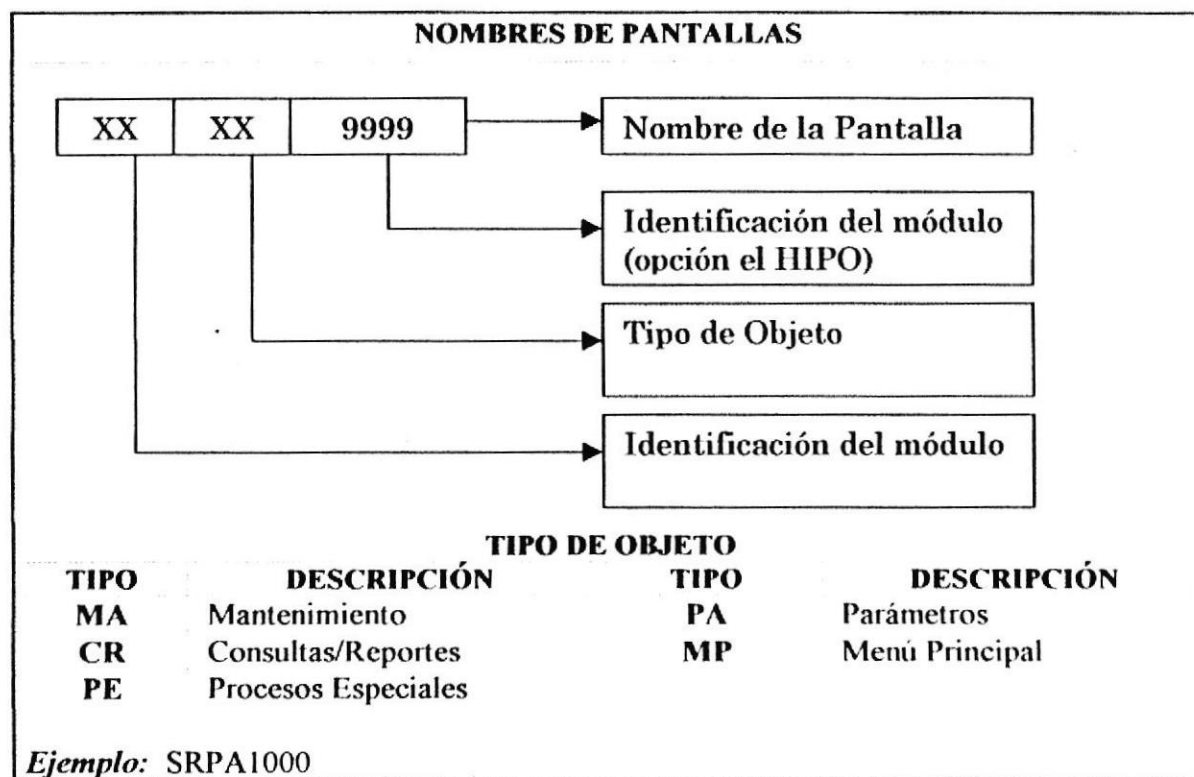 NOMBRES DE PANTALLAS
XX XX 9999
Nombre de la Pantalla
Identificación del módulo
(opción el HIPO)
Tipo de Objeto
Identificación del módulo
TIPO DE OBJETO
TIPO DESCRIPCIÓN TIPO DESCRIPCIÓN
MA Mantenimiento PA Parámetros
CR Consultas/Reportes MP Menú Principal
PE Procesos Especiales
Ejemplo: SRPA1000